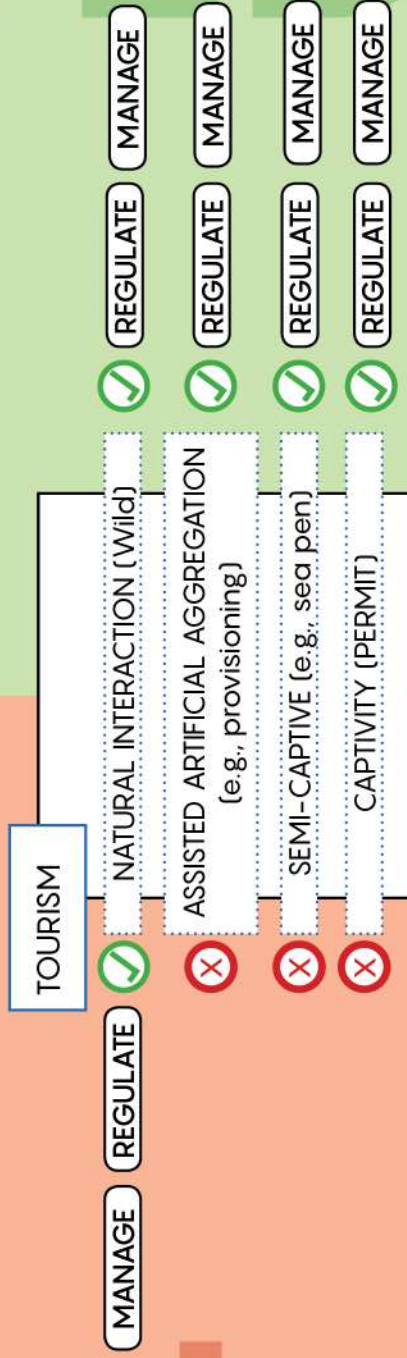 TOURISM
MANAGE REGULATE NATURAL INTERACTION (Wild) REGULATE MANAGE
ASSISTED ARTIFICIAL AGGREGATION
(e.g., provisioning)
REGULATE MANAGE
SEMI-CAPTIVE (e.g., sea pen) REGULATE MANAGE
CAPTIVITY (PERMIT) REGULATE MANAGE